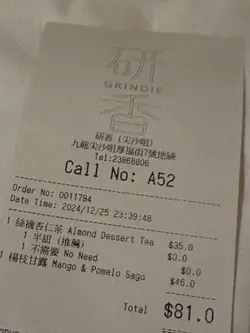 研
GRINDIE
香
研香 (尖沙咀)
九龍尖沙咀厚福街7號地舖
Tel:23868806
Call No: A52
Order No: 0011794
Date Time: 2024/12/25 23:39:48
1 絲襪杏仁茶 Almond Dessert Tea $35.0
1 半甜 (推薦) $0.0
1 不需要 No Need $0.0
1 楊枝甘露 Mango & Pomelo Sago $46.0
Total $81.0